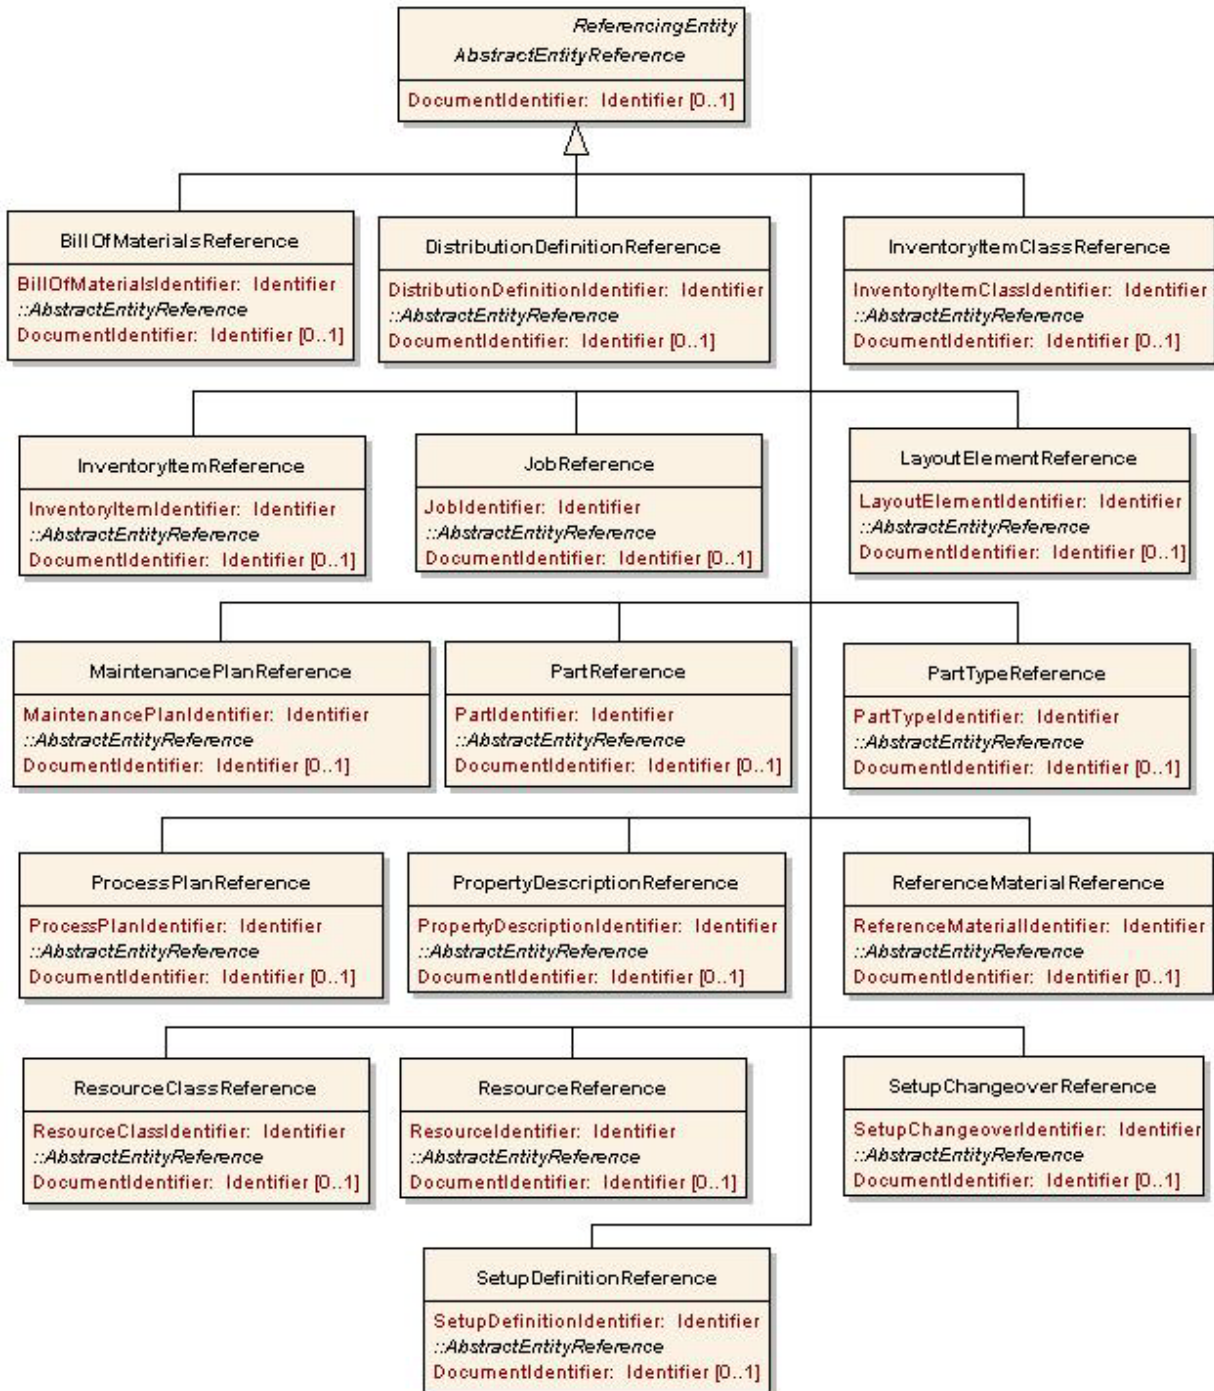 ReferencingEntity
AbstractEntityReference
DocumentIdentifier: Identifier [0..1]
BillOfMaterialsReference
BillOfMaterialsIdentifier: Identifier
::AbstractEntityReference
DocumentIdentifier: Identifier [0..1]
DistributionDefinitionReference
DistributionDefinitionIdentifier: Identifier
::AbstractEntityReference
DocumentIdentifier: Identifier [0..1]
InventoryItemClassReference
InventoryItemClassIdentifier: Identifier
::AbstractEntityReference
DocumentIdentifier: Identifier [0..1]
InventoryItemReference
InventoryItemIdentifier: Identifier
::AbstractEntityReference
DocumentIdentifier: Identifier [0..1]
JobReference
JobIdentifier: Identifier
::AbstractEntityReference
DocumentIdentifier: Identifier [0..1]
LayoutElementReference
LayoutElementIdentifier: Identifier
::AbstractEntityReference
DocumentIdentifier: Identifier [0..1]
MaintenancePlanReference
MaintenancePlanIdentifier: Identifier
::AbstractEntityReference
DocumentIdentifier: Identifier [0..1]
PartReference
PartIdentifier: Identifier
::AbstractEntityReference
DocumentIdentifier: Identifier [0..1]
PartTypeReference
PartTypeIdentifier: Identifier
::AbstractEntityReference
DocumentIdentifier: Identifier [0..1]
ProcessPlanReference
ProcessPlanIdentifier: Identifier
::AbstractEntityReference
DocumentIdentifier: Identifier [0..1]
PropertyDescriptionReference
PropertyDescriptionIdentifier: Identifier
::AbstractEntityReference
DocumentIdentifier: Identifier [0..1]
ReferenceMaterialReference
ReferenceMaterialIdentifier: Identifier
::AbstractEntityReference
DocumentIdentifier: Identifier [0..1]
ResourceClassReference
ResourceClassIdentifier: Identifier
::AbstractEntityReference
DocumentIdentifier: Identifier [0..1]
ResourceReference
ResourceIdentifier: Identifier
::AbstractEntityReference
DocumentIdentifier: Identifier [0..1]
SetupChangeoverReference
SetupChangeoverIdentifier: Identifier
::AbstractEntityReference
DocumentIdentifier: Identifier [0..1]
SetupDefinitionReference
SetupDefinitionIdentifier: Identifier
::AbstractEntityReference
DocumentIdentifier: Identifier [0..1]